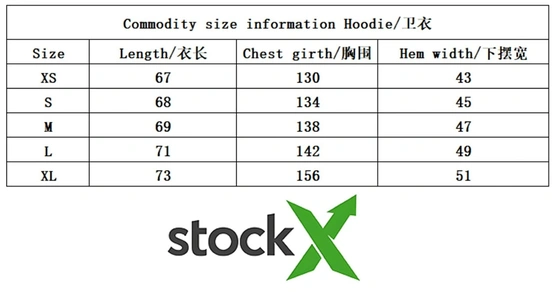 Commodity size information Hoodie/卫衣
Size Length/衣长 Chest girth/胸围 Hem width/下摆宽
XS 67 130 43
S 68 134 45
M 69 138 47
L 71 142 49
XL 73 156 51
stockX